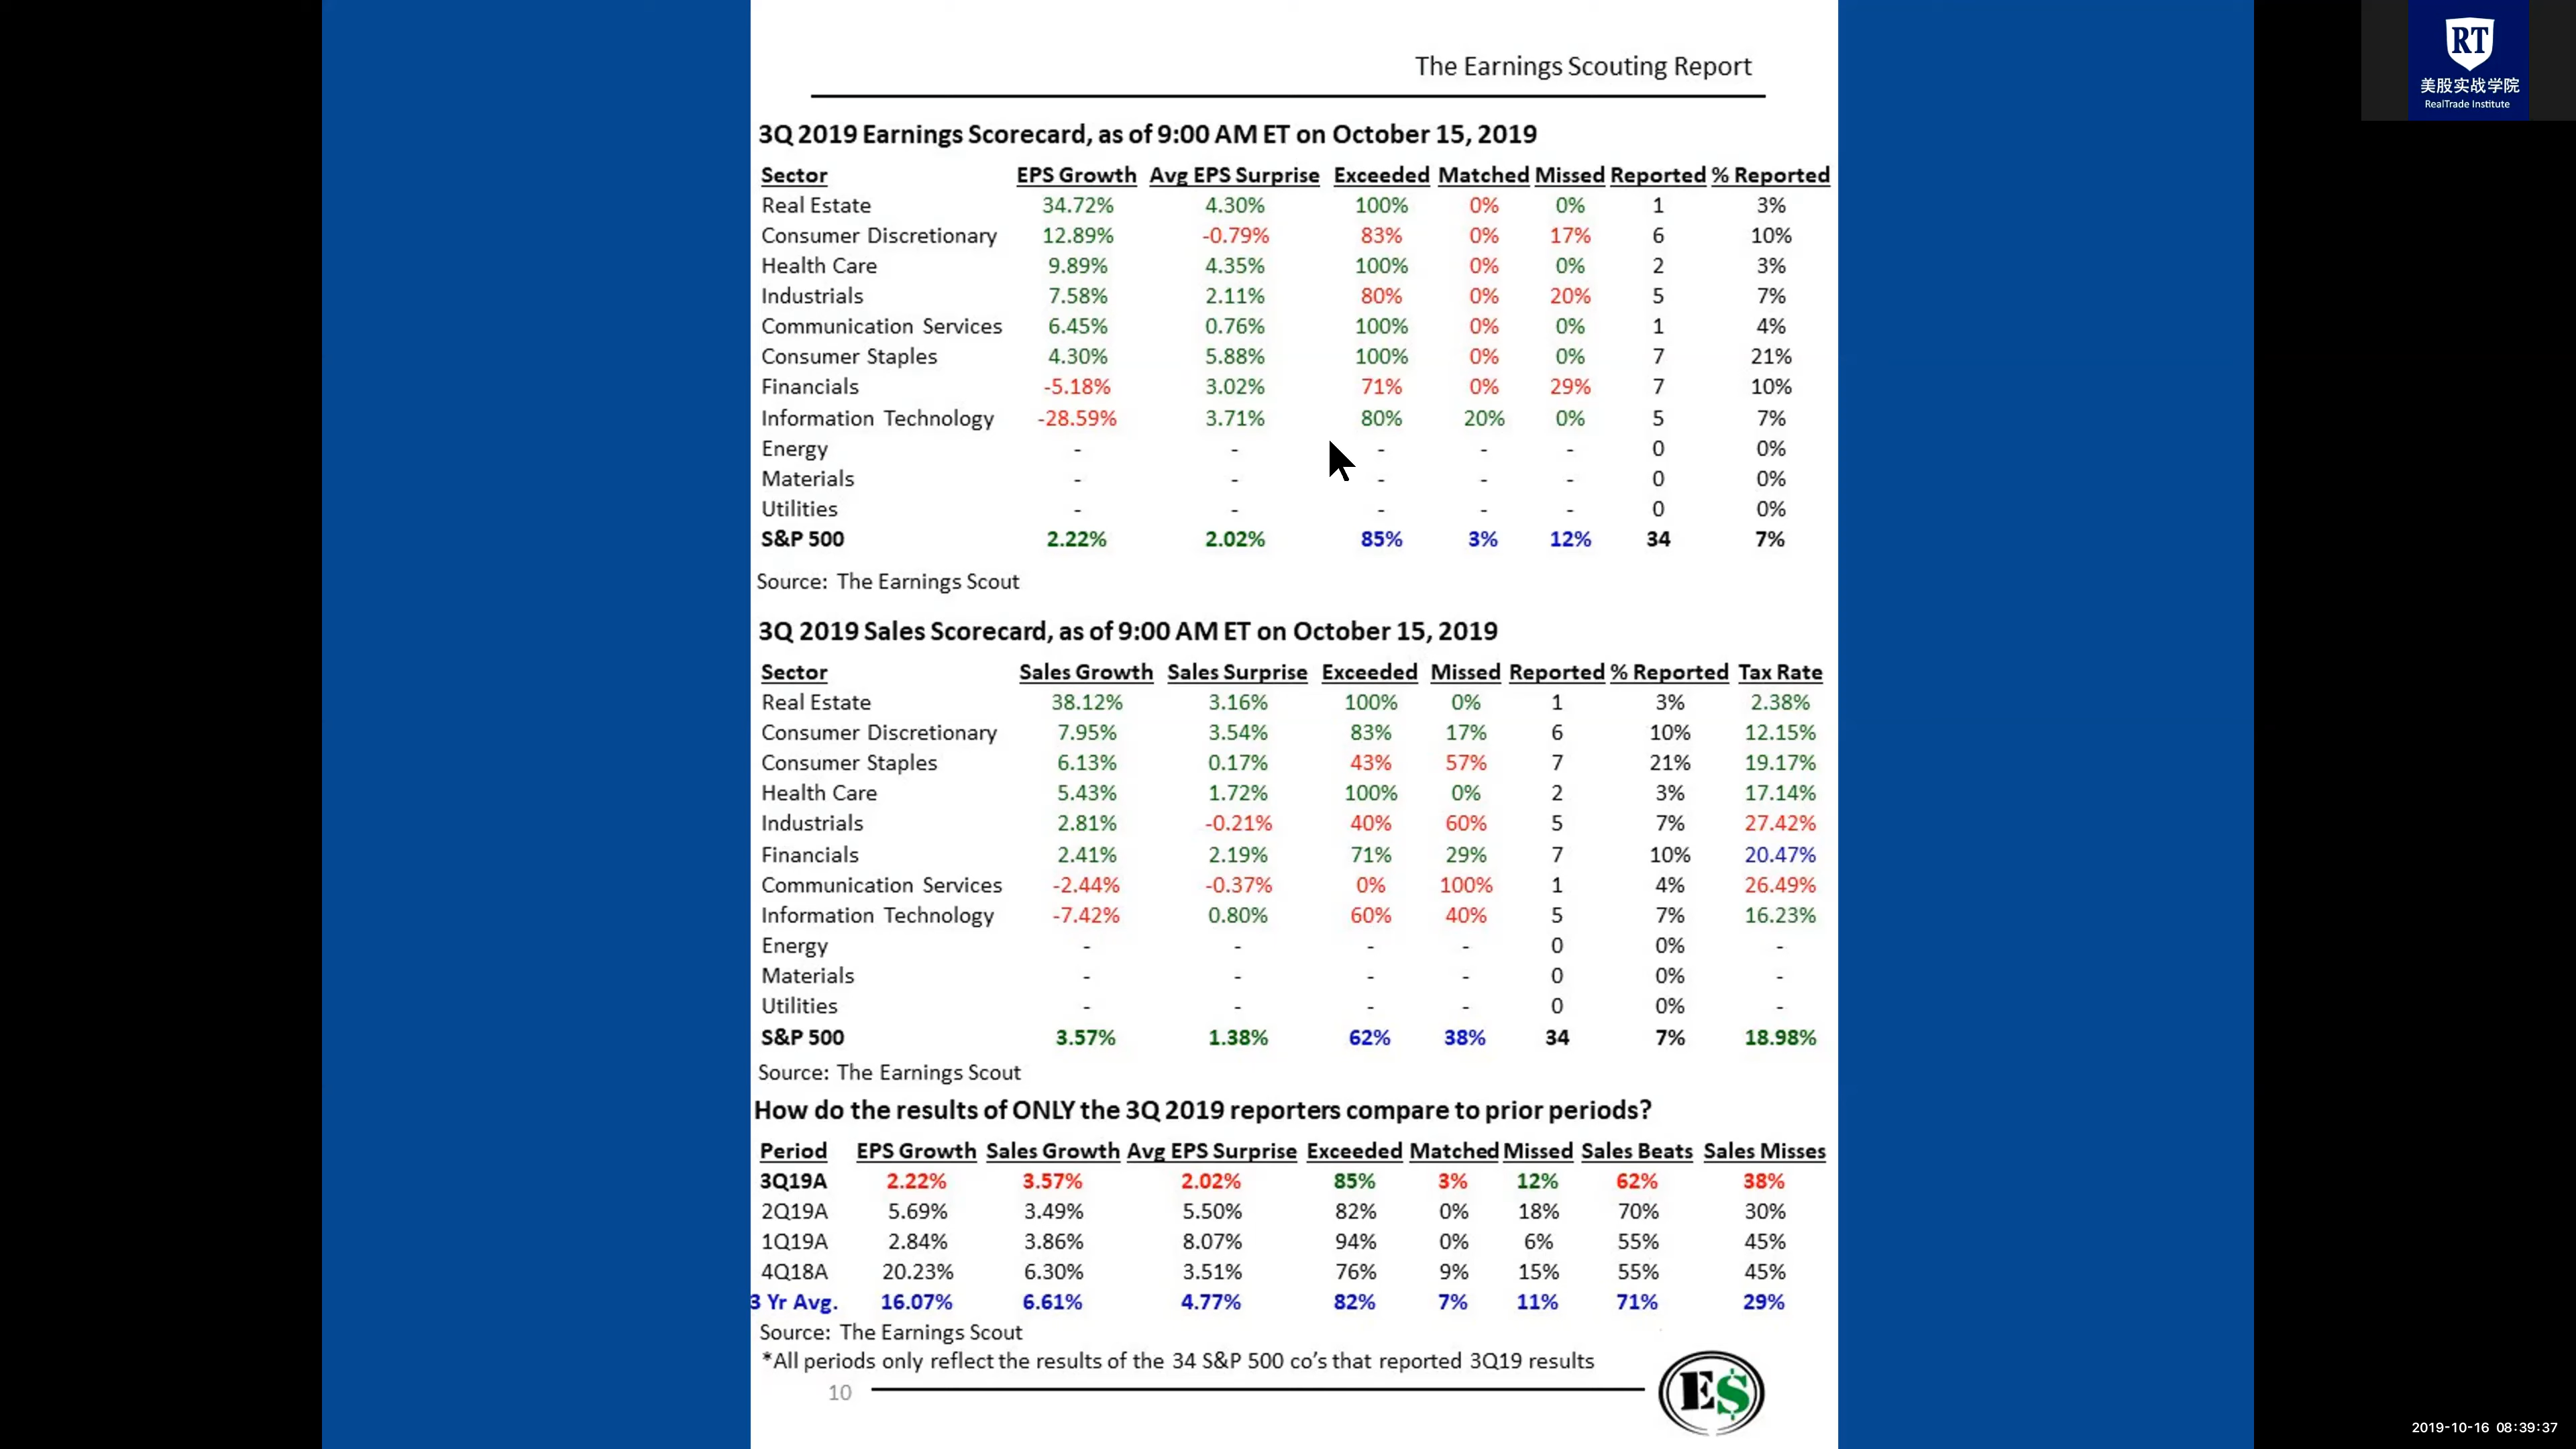 The Earnings Scouting Report
RT
美股实战学院
RealTrade Institute
3Q 2019 Earnings Scorecard, as of 9:00 AM ET on October 15, 2019
Sector EPS Growth Avg EPS Surprise Exceeded Matched Missed Reported % Reported
Real Estate 34.72% 4.30% 100% 0% 0% 1 3%
Consumer Discretionary 12.89% -0.79% 83% 0% 17% 6 10%
Health Care 9.89% 4.35% 100% 0% 0% 2 3%
Industrials 7.58% 2.11% 80% 0% 20% 5 7%
Communication Services 6.45% 0.76% 100% 0% 0% 1 4%
Consumer Staples 4.30% 5.88% 100% 0% 0% 7 21%
Financials -5.18% 3.02% 71% 0% 29% 7 10%
Information Technology -28.59% 3.71% 80% 20% 0% 5 7%
Energy - - - - - 0 0%
Materials - - - - - 0 0%
Utilities - - - - - 0 0%
S&P 500 2.22% 2.02% 85% 3% 12% 34 7%
Source: The Earnings Scout
3Q 2019 Sales Scorecard, as of 9:00 AM ET on October 15, 2019
Sector Sales Growth Sales Surprise Exceeded Missed Reported % Reported Tax Rate
Real Estate 38.12% 3.16% 100% 0% 1 3% 2.38%
Consumer Discretionary 7.95% 3.54% 83% 17% 6 10% 12.15%
Consumer Staples 6.13% 0.17% 43% 57% 7 21% 19.17%
Health Care 5.43% 1.72% 100% 0% 2 3% 17.14%
Industrials 2.81% -0.21% 40% 60% 5 7% 27.42%
Financials 2.41% 2.19% 71% 29% 7 10% 20.47%
Communication Services -2.44% -0.37% 0% 100% 1 4% 26.49%
Information Technology -7.42% 0.80% 60% 40% 5 7% 16.23%
Energy - - - - 0 0% -
Materials - - - - 0 0% -
Utilities - - - - 0 0% -
S&P 500 3.57% 1.38% 62% 38% 34 7% 18.98%
Source: The Earnings Scout
How do the results of ONLY the 3Q 2019 reporters compare to prior periods?
Period EPS Growth Sales Growth Avg EPS Surprise Exceeded Matched Missed Sales Beats Sales Misses
3Q19A 2.22% 3.57% 2.02% 85% 3% 12% 62% 38%
2Q19A 5.69% 3.49% 5.50% 82% 0% 18% 70% 30%
1Q19A 2.84% 3.86% 8.07% 94% 0% 6% 55% 45%
4Q18A 20.23% 6.30% 3.51% 76% 9% 15% 55% 45%
3 Yr Avg. 16.07% 6.61% 4.77% 82% 7% 11% 71% 29%
Source: The Earnings Scout
*All periods only reflect the results of the 34 S&P 500 co's that reported 3Q19 results
10
E$
2019-10-16 08:39:37